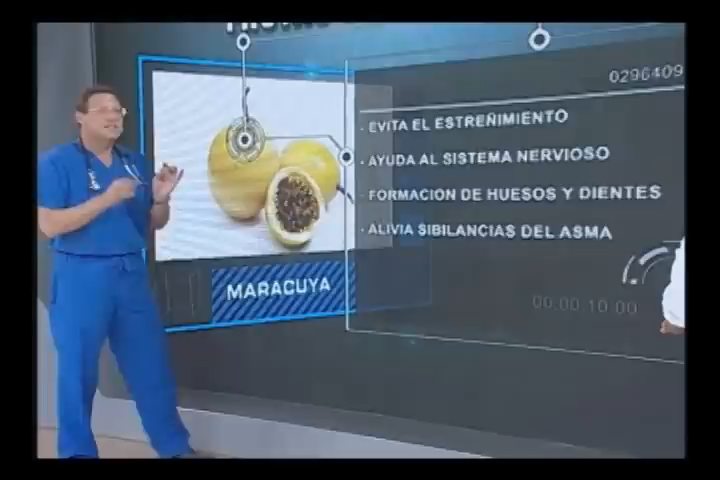 0296409
· EVITA EL ESTREÑIMIENTO
· AYUDA AL SISTEMA NERVIOSO
· FORMACION DE HUESOS Y DIENTES
· ALIVIA SIBILANCIAS DEL ASMA
MARACUYA
00:00:10:00